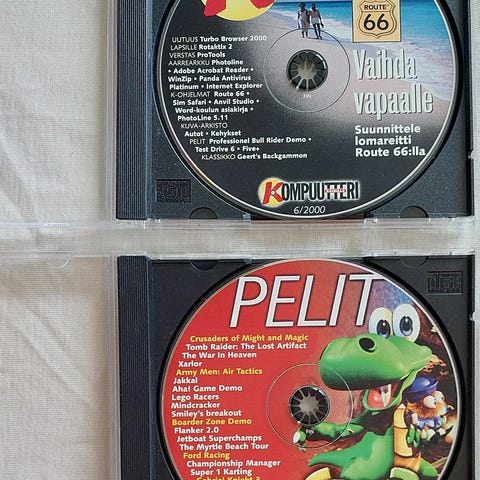 ROUTE
66
UUTUUS Turbo Browser 2000
LAPSILLE Rotaktix 2
VERSTAS ProTools
AARREARKKU Photoline
• Adobe Acrobat Reader •
WinZip • Panda Antivirus
Platinum • Internet Explorer
K-OHJELMAT Route 66 •
Sim Safari • Anvil Studio •
Word-koulun asiakirja •
PhotoLine 5.11
KUVA-ARKISTO
Autot • Kehykset
PELIT Professionel Bull Rider Demo •
Test Drive 6 • Five+
KLASSIKKO Geert's Backgammon
Vaihda
vapaalle
Suunnittele
lomareitti
Route 66:lla
KOMPUUTTERI
6/2000
PELIT
Crusaders of Might and Magic
Tomb Raider: The Lost Artifact
The War In Heaven
Xarlor
Army Men: Air Tactics
Jakkal
Aha! Game Demo
Lego Racers
Mindcracker
Smiley's breakout
Boarder Zone Demo
Flanker 2.0
Jetboat Superchamps
The Myrtle Beach Tour
Ford Racing
Championship Manager
Super 1 Karting
Gabriel Knight 3